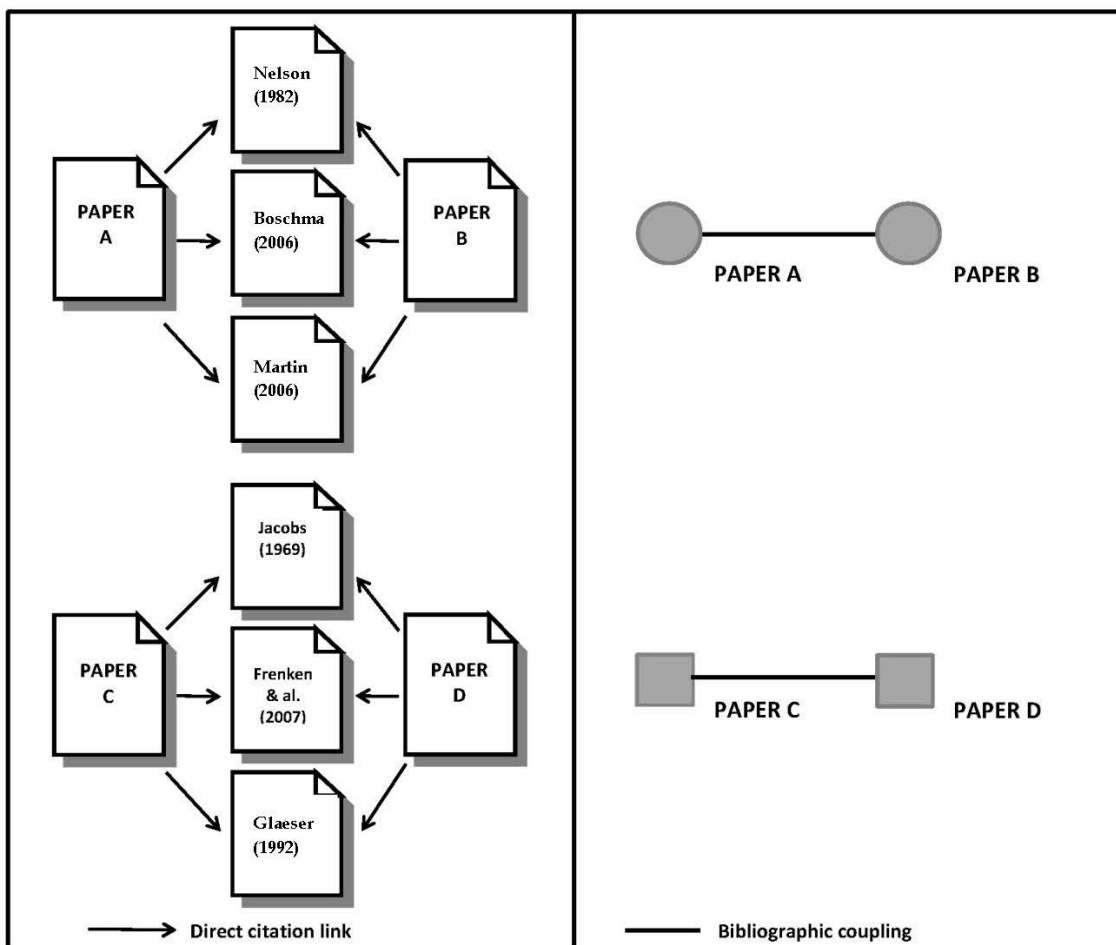 Nelson
(1982)
PAPER
A
Boschma
(2006)
PAPER
B
Martin
(2006)
PAPER A
PAPER B
Jacobs
(1969)
PAPER
C
Frenken
& al.
(2007)
PAPER
D
Glaeser
(1992)
PAPER C
PAPER D
Direct citation link
Bibliographic coupling